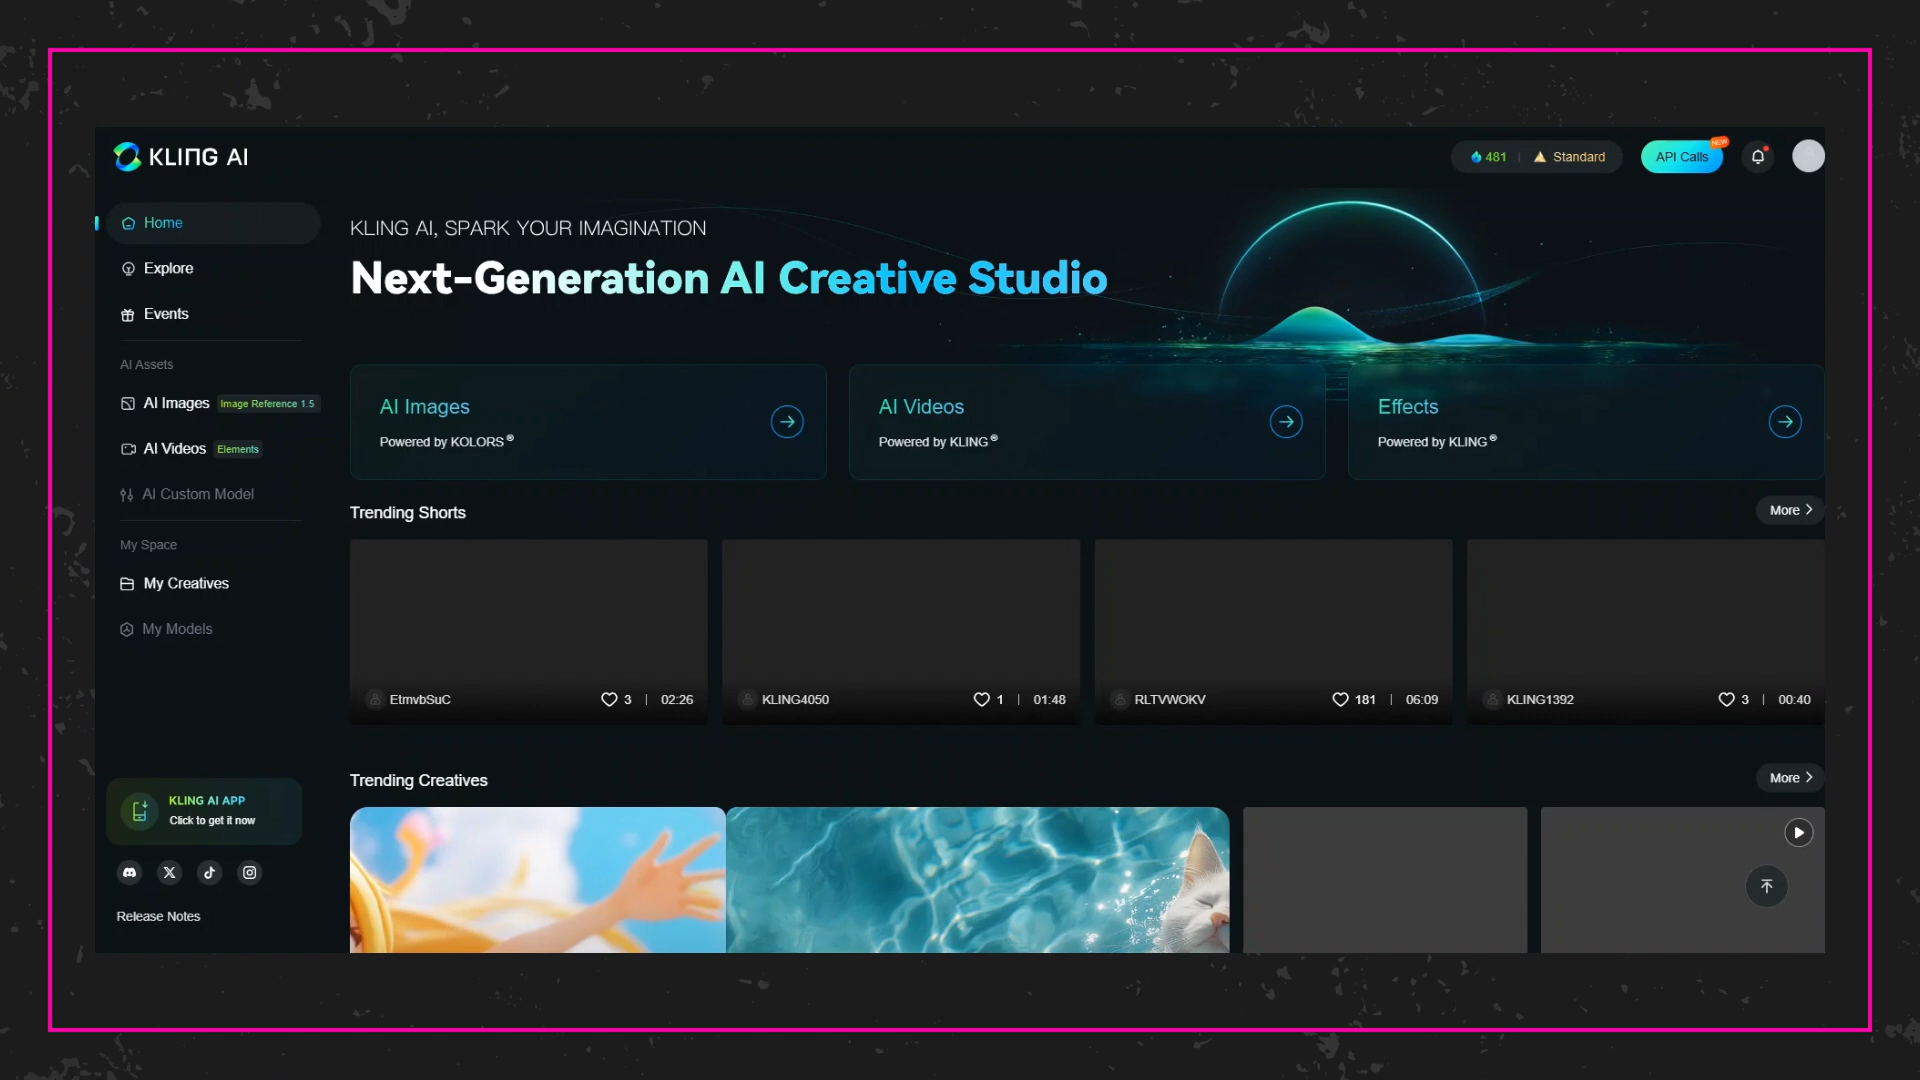 KLING AI
481 | Standard
API Calls
NEW
Home
Explore
Events
AI Assets
AI Images Image Reference 1.5
AI Videos Elements
AI Custom Model
My Space
My Creatives
My Models
KLING AI APP
Click to get it now
Release Notes
KLING AI, SPARK YOUR IMAGINATION
Next-Generation AI Creative Studio
AI Images
Powered by KOLORS®
AI Videos
Powered by KLING®
Effects
Powered by KLING®
Trending Shorts
More
EtmvbSuC 3 | 02:26
KLING4050 1 | 01:48
RLTVWOKV 181 | 06:09
KLING1392 3 | 00:40
Trending Creatives
More